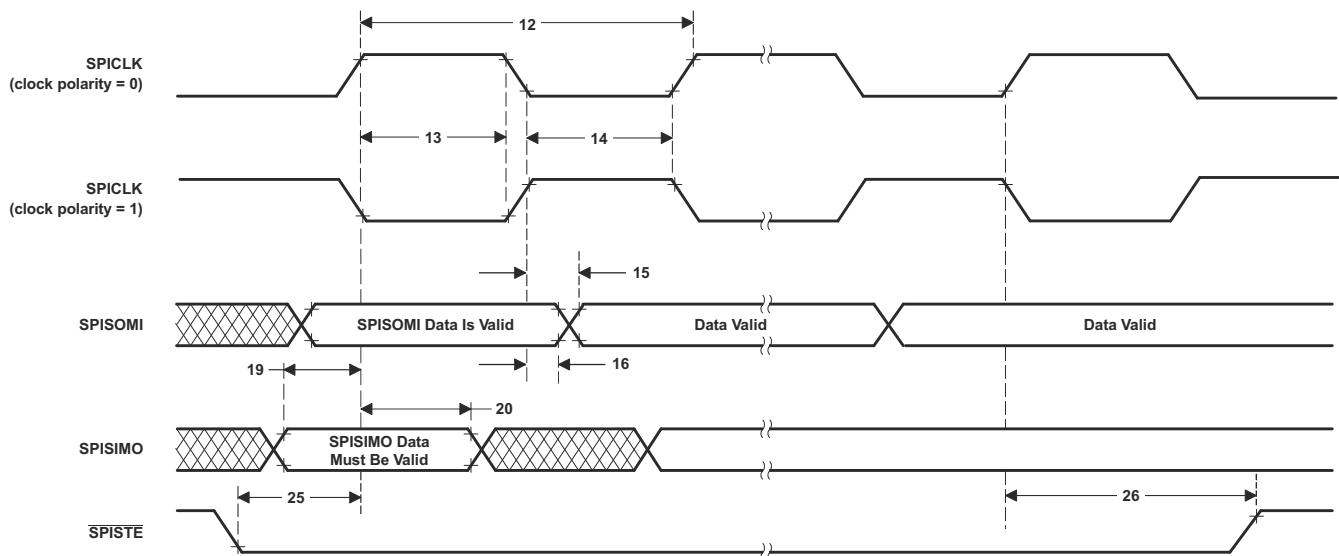 12
SPICLK
(clock polarity = 0)
13
14
SPICLK
(clock polarity = 1)
15
SPISOMI
SPISOMI Data Is Valid
Data Valid
Data Valid
16
19
20
SPISIMO
SPISIMO Data
Must Be Valid
25
26
SPISTE